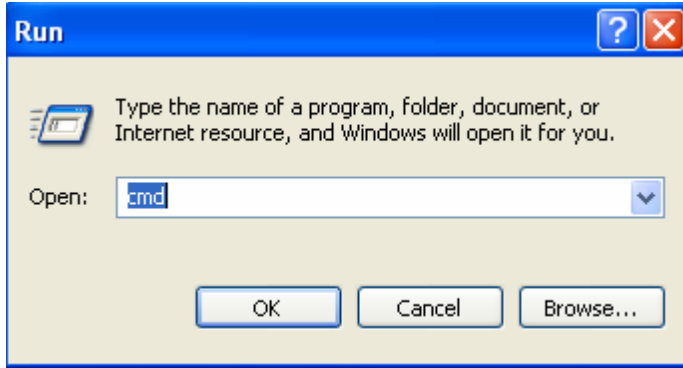 Run
Type the name of a program, folder, document, or
Internet resource, and Windows will open it for you.
Open: cmd
OK Cancel Browse...